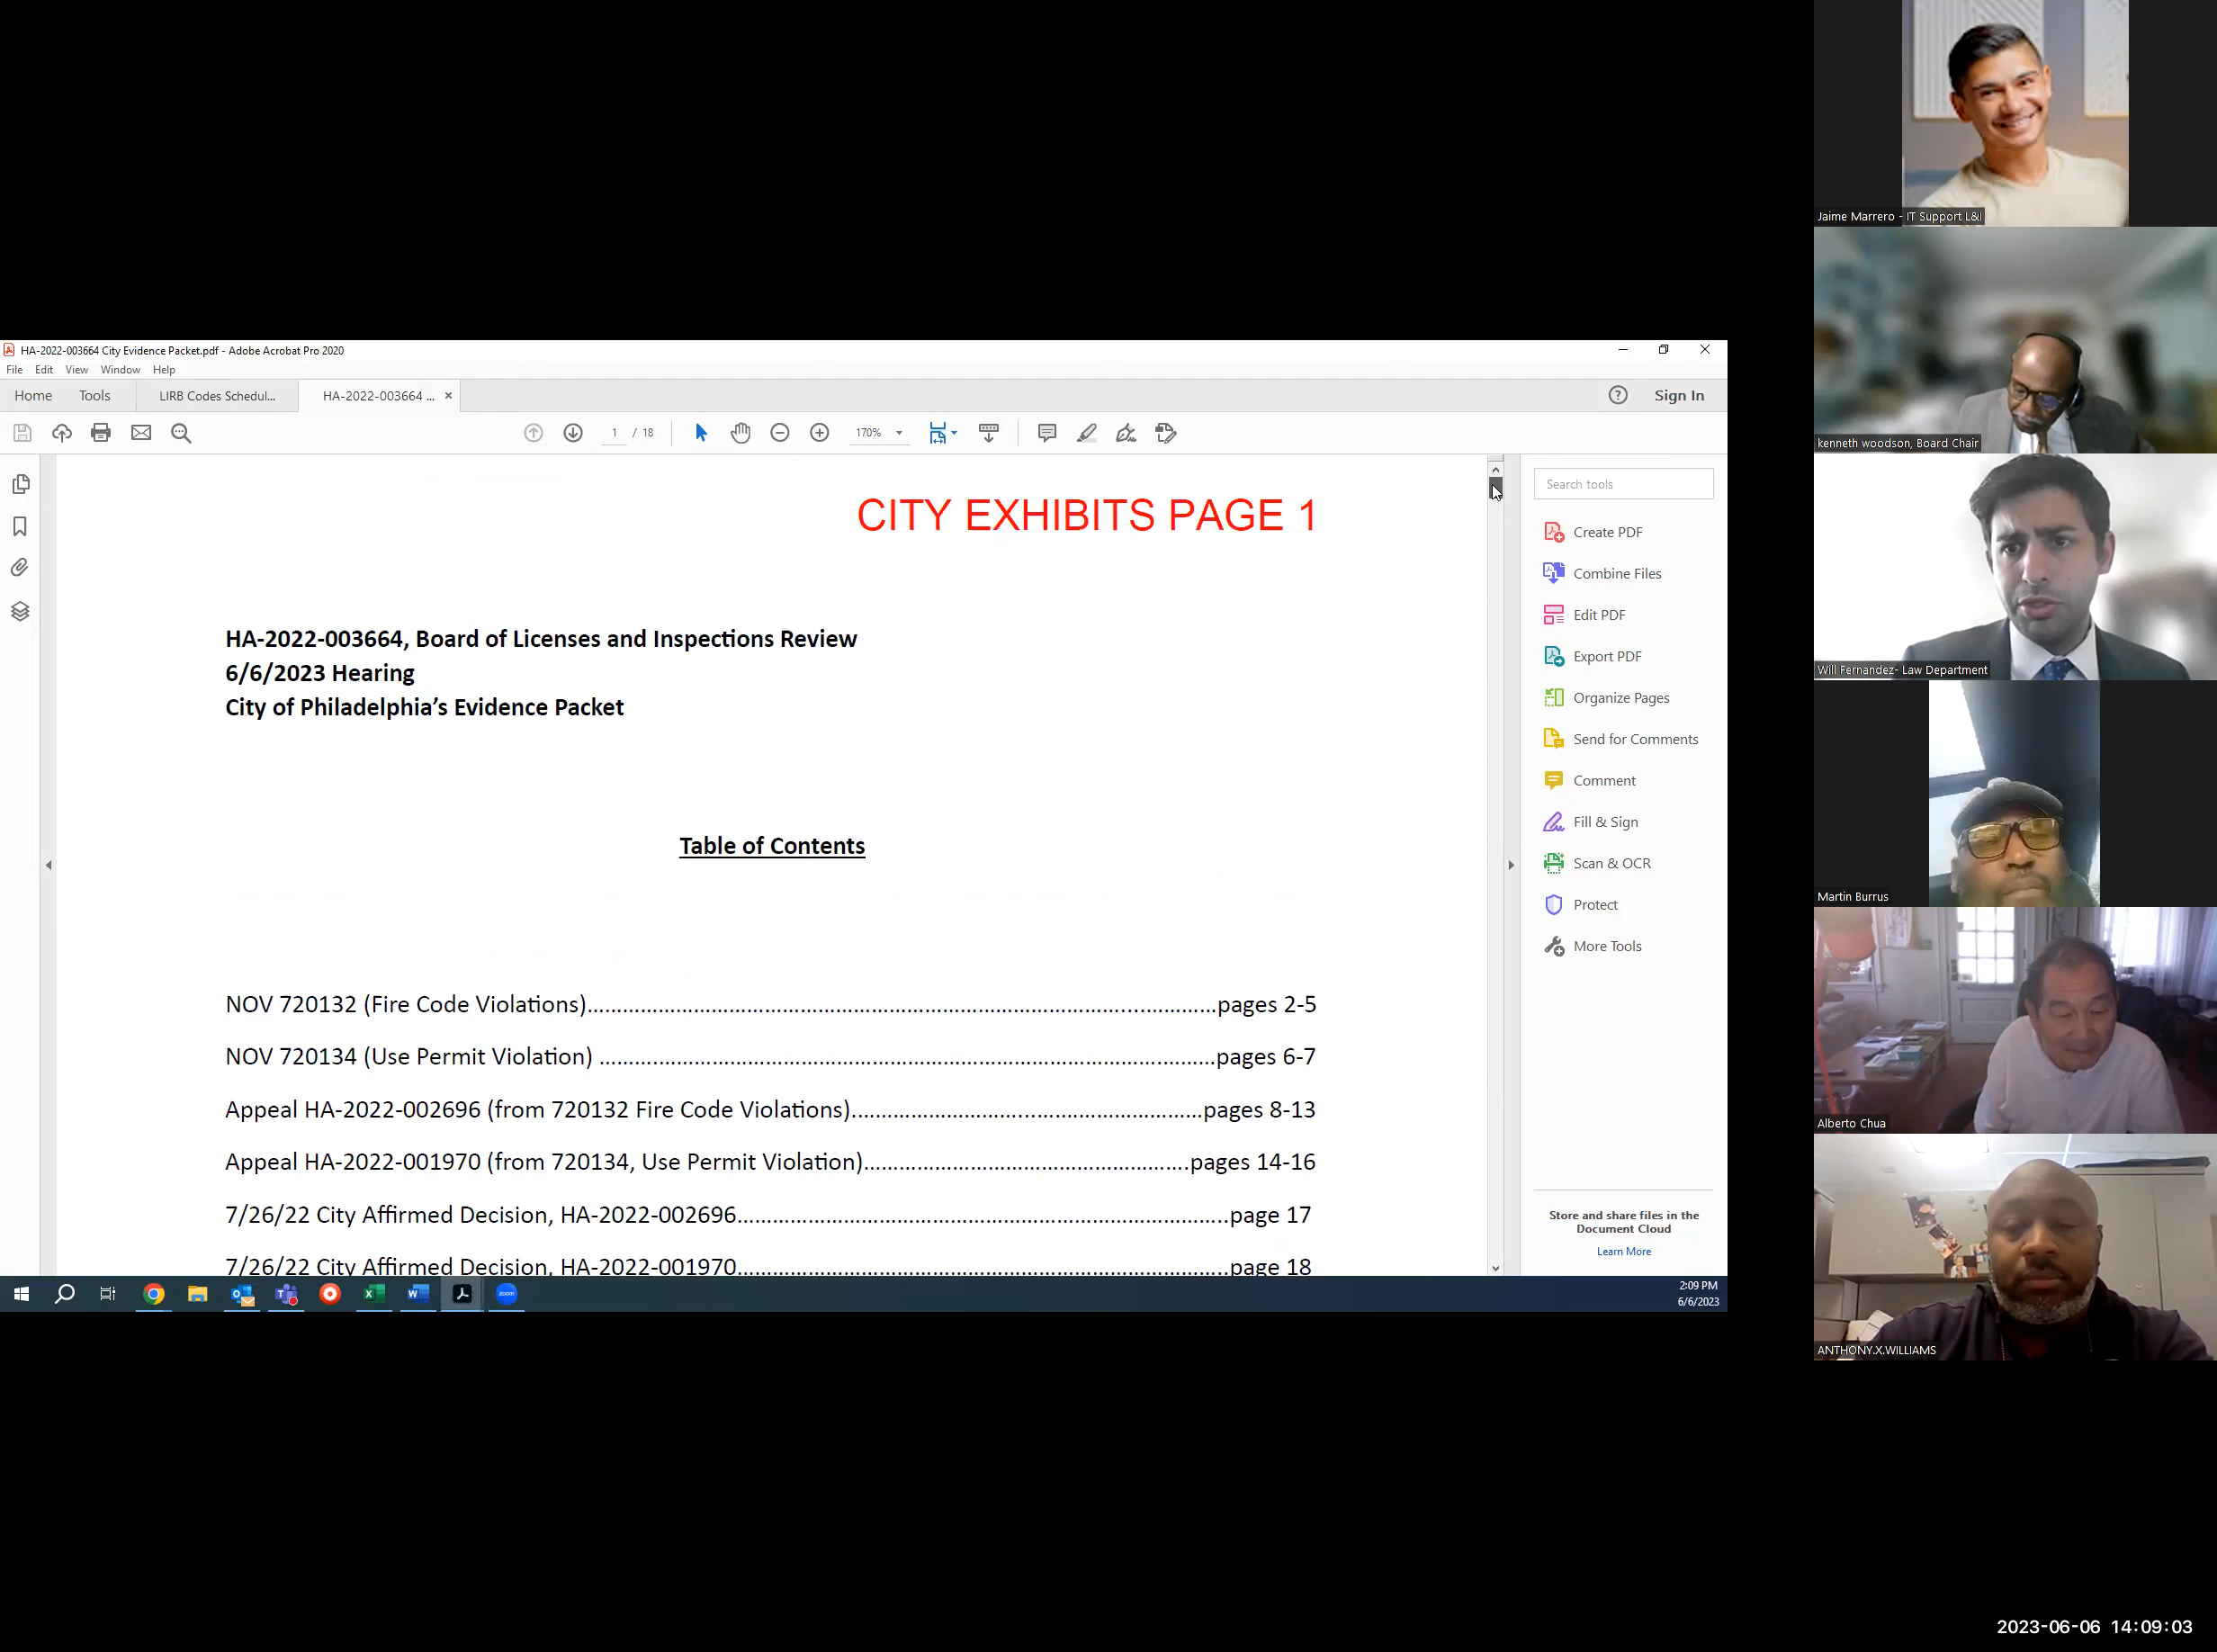 HA-2022-003664 City Evidence Packet.pdf - Adobe Acrobat Pro 2020
File Edit View Window Help
Home Tools LIRB Codes Schedul... HA-2022-003664 ... × ? Sign In
1 / 18 170%
CITY EXHIBITS PAGE 1
HA-2022-003664, Board of Licenses and Inspections Review
6/6/2023 Hearing
City of Philadelphia's Evidence Packet
Table of Contents
NOV 720132 (Fire Code Violations)....................pages 2-5
NOV 720134 (Use Permit Violation) ....................pages 6-7
Appeal HA-2022-002696 (from 720132 Fire Code Violations)....................pages 8-13
Appeal HA-2022-001970 (from 720134, Use Permit Violation)....................pages 14-16
7/26/22 City Affirmed Decision, HA-2022-002696....................page 17
7/26/22 City Affirmed Decision, HA-2022-001970....................page 18
Search tools
Create PDF
Combine Files
Edit PDF
Export PDF
Organize Pages
Send for Comments
Comment
Fill & Sign
Scan & OCR
Protect
More Tools
Store and share files in the
Document Cloud
Learn More
zoom
2:09 PM
6/6/2023
Jaime Marrero - IT Support L&I
kenneth woodson, Board Chair
Will Fernandez- Law Department
Martin Burrus
Alberto Chua
ANTHONY.X.WILLIAMS
2023-06-06 14:09:03